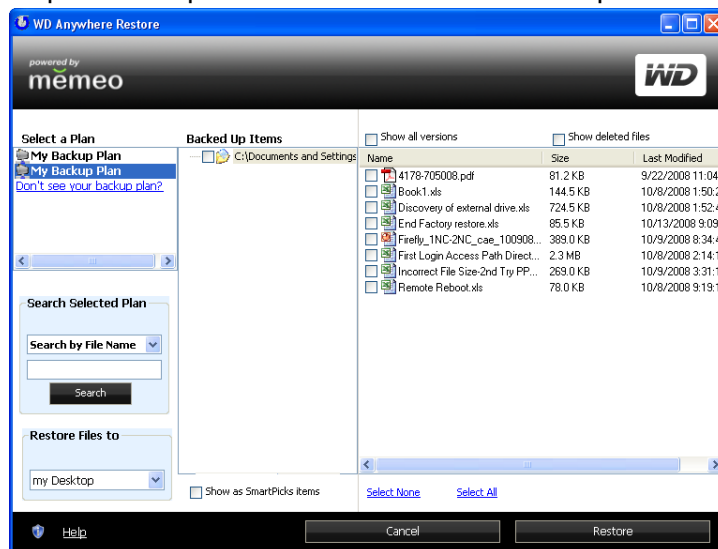 WD Anywhere Restore
powered by
měmeo
WD
Select a Plan
My Backup Plan
My Backup Plan
Don't see your backup plan?
Search Selected Plan
Search by File Name
Search
Restore Files to
my Desktop
Backed Up Items
C:\Documents and Settings
Show as SmartPicks items
Show all versions
Show deleted files
Name Size Last Modified
4178-705008.pdf 81.2 KB 9/22/2008 11:04
Book1.xls 144.5 KB 10/8/2008 1:50:2
Discovery of external drive.xls 724.5 KB 10/8/2008 1:52:4
End Factory restore.xls 85.5 KB 10/13/2008 9:09
Firefly_1NC-2NC_cae_100908... 389.0 KB 10/9/2008 8:34:4
First Login Access Path Direct... 2.3 MB 10/8/2008 2:14:1
Incorrect File Size-2nd Try PP... 269.0 KB 10/9/2008 3:31:1
Remote Reboot.xls 78.0 KB 10/8/2008 9:19:1
Select None
Select All
Help
Cancel
Restore